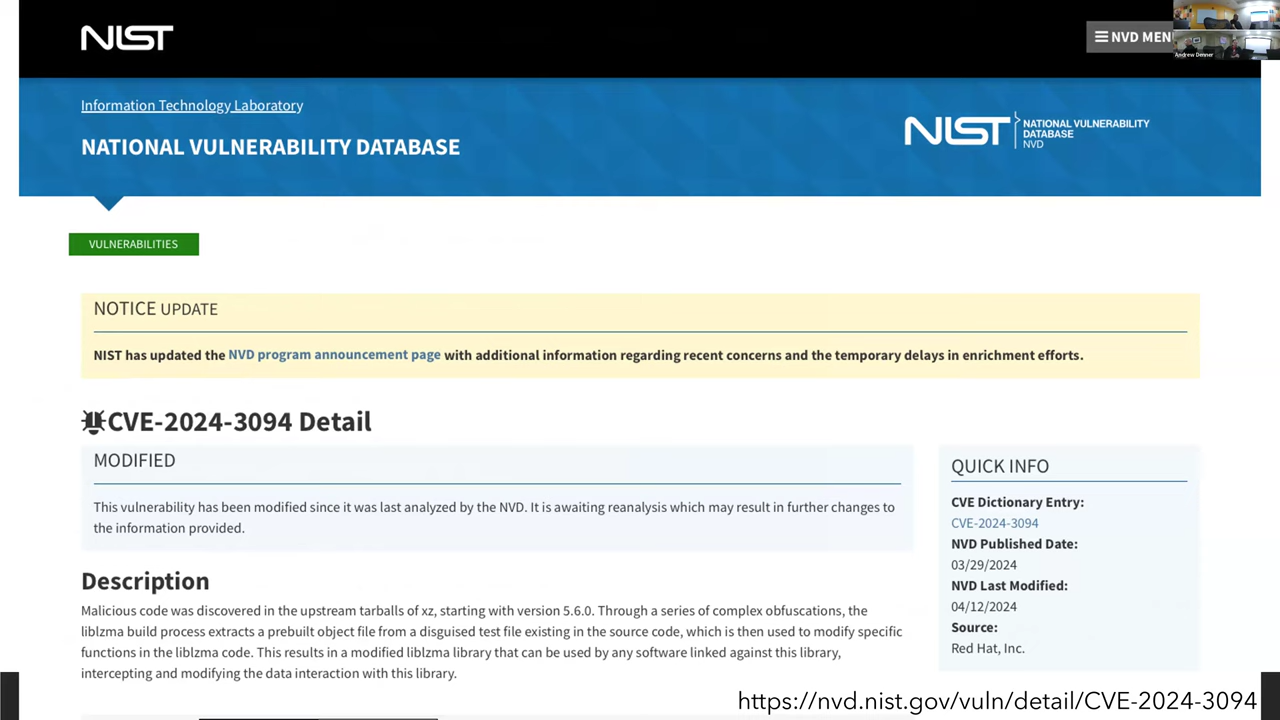 NIST
☰ NVD MEN
Andrew Denner
Information Technology Laboratory
NATIONAL VULNERABILITY DATABASE
NIST
NATIONAL VULNERABILITY
DATABASE
NVD
VULNERABILITIES
NOTICE UPDATE
NIST has updated the NVD program announcement page with additional information regarding recent concerns and the temporary delays in enrichment efforts.
CVE-2024-3094 Detail
MODIFIED
This vulnerability has been modified since it was last analyzed by the NVD. It is awaiting reanalysis which may result in further changes to
the information provided.
Description
Malicious code was discovered in the upstream tarballs of xz, starting with version 5.6.0. Through a series of complex obfuscations, the
liblzma build process extracts a prebuilt object file from a disguised test file existing in the source code, which is then used to modify specific
functions in the liblzma code. This results in a modified liblzma library that can be used by any software linked against this library,
intercepting and modifying the data interaction with this library.
QUICK INFO
CVE Dictionary Entry:
CVE-2024-3094
NVD Published Date:
03/29/2024
NVD Last Modified:
04/12/2024
Source:
Red Hat, Inc.
https://nvd.nist.gov/vuln/detail/CVE-2024-3094